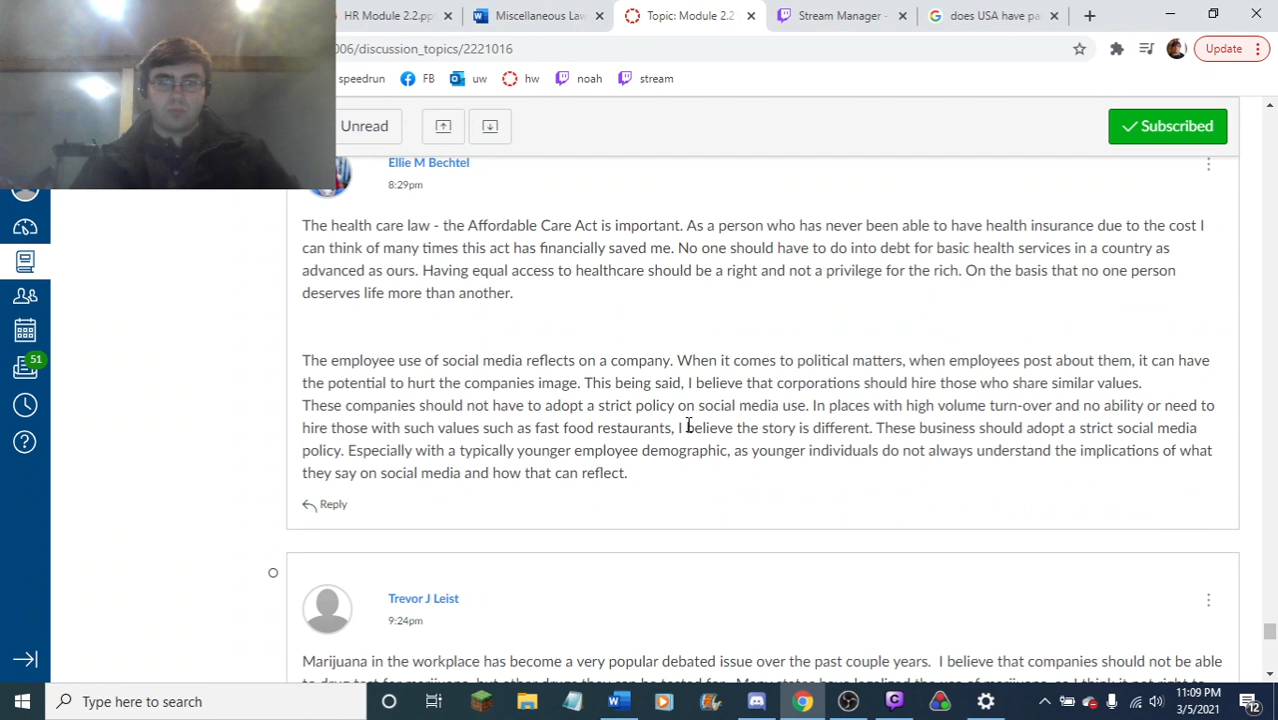 HR Module 2.2.pp
Miscellaneous La
Topic: Module 2.2
Stream Manager -
does USA have pa
006/discussion_topics/2221016
Update
speedrun
FB
uw
hw
noah
stream
Unread
Subscribed
Ellie M Bechtel
8:29pm
The health care law - the Affordable Care Act is important. As a person who has never been able to have health insurance due to the cost I
can think of many times this act has financially saved me. No one should have to do into debt for basic health services in a country as
advanced as ours. Having equal access to healthcare should be a right and not a privilege for the rich. On the basis that no one person
deserves life more than another.
The employee use of social media reflects on a company. When it comes to political matters, when employees post about them, it can have
the potential to hurt the companies image. This being said, I believe that corporations should hire those who share similar values.
These companies should not have to adopt a strict policy on social media use. In places with high volume turn-over and no ability or need to
hire those with such values such as fast food restaurants, I believe the story is different. These business should adopt a strict social media
policy. Especially with a typically younger employee demographic, as younger individuals do not always understand the implications of what
they say on social media and how that can reflect.
Reply
51
Trevor J Leist
9:24pm
Marijuana in the workplace has become a very popular debated issue over the past couple years. I believe that companies should not be able
Type here to search
11:09 PM
3/5/2021
12